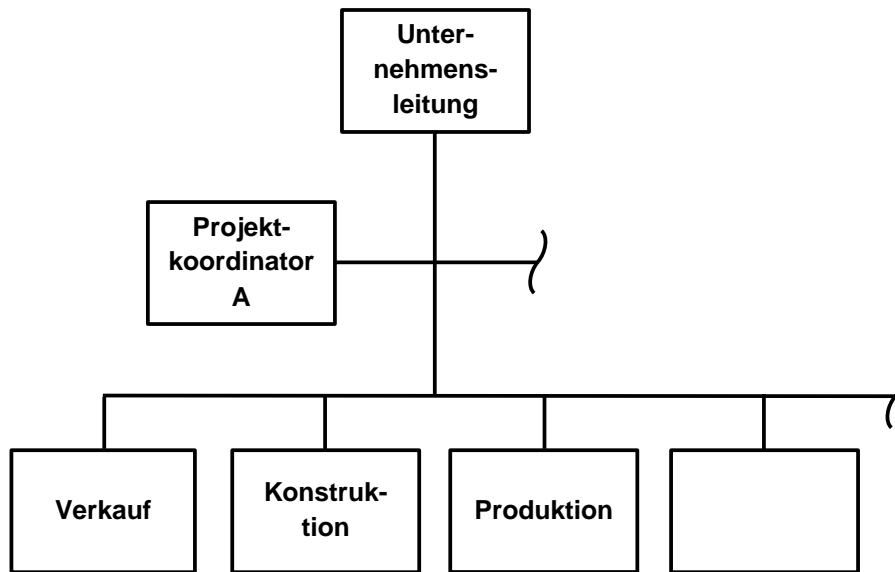 Unter-
nehmens-
leitung
Projekt-
koordinator
A
Verkauf
Konstruk-
tion
Produktion